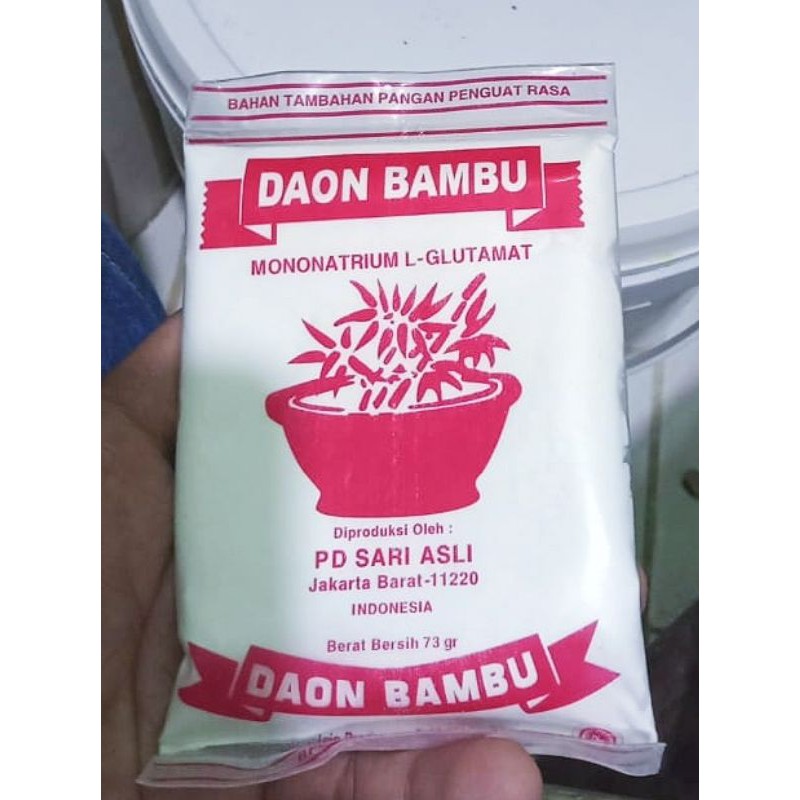 BAHAN TAMBAHAN PANGAN PENGUAT RASA
DAON BAMBU
MONONATRIUM L-GLUTAMAT
Diproduksi Oleh :
PD SARI ASLI
Jakarta Barat-11220
INDONESIA
Berat Bersih 73 gr
DAON BAMBU